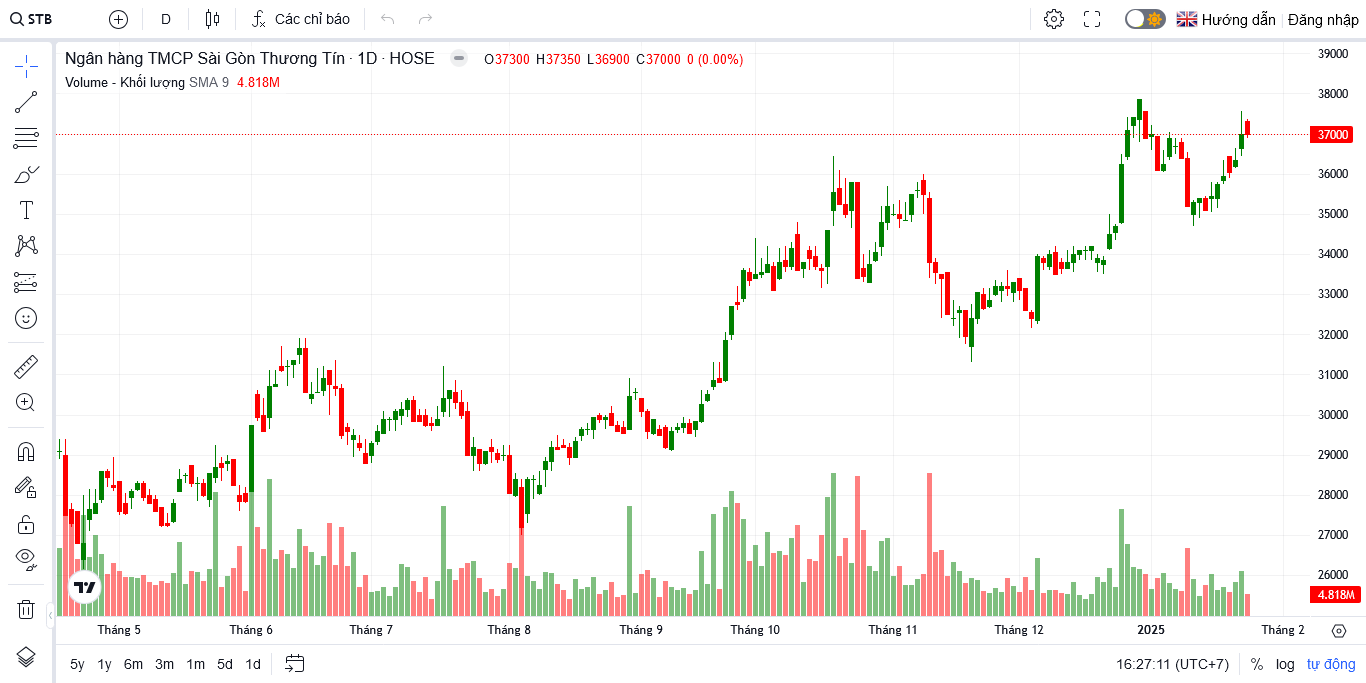 STB D Các chỉ báo Hướng dẫn Đăng nhập
Ngân hàng TMCP Sài Gòn Thương Tín · 1D · HOSE O37300 H37350 L36900 C37000 0 (0.00%)
Volume - Khối lượng SMA 9 4.818M
39000
38000
37000
36000
35000
34000
33000
32000
31000
30000
29000
28000
27000
26000
4.818M
Tháng 5 Tháng 6 Tháng 7 Tháng 8 Tháng 9 Tháng 10 Tháng 11 Tháng 12 2025 Tháng 2
5y 1y 6m 3m 1m 5d 1d 16:27:11 (UTC+7) % log tự động